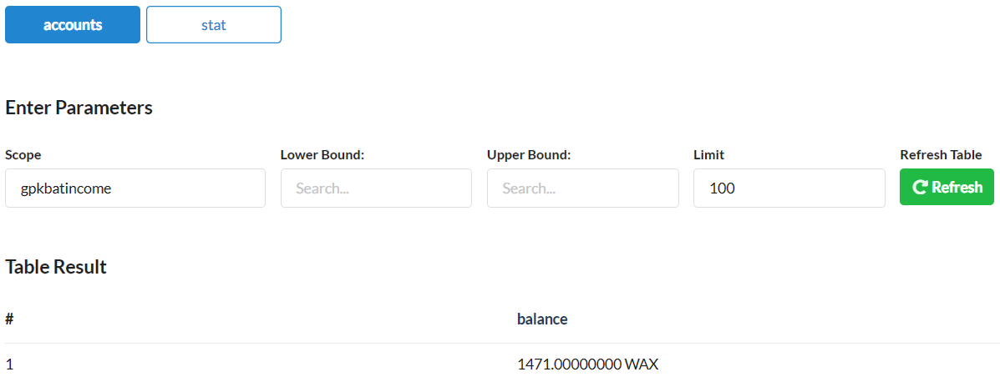 accounts stat
Enter Parameters
Scope Lower Bound: Upper Bound: Limit Refresh Table
gpkbatincome Search... Search... 100 Refresh
Table Result
# balance
1 1471.00000000 WAX